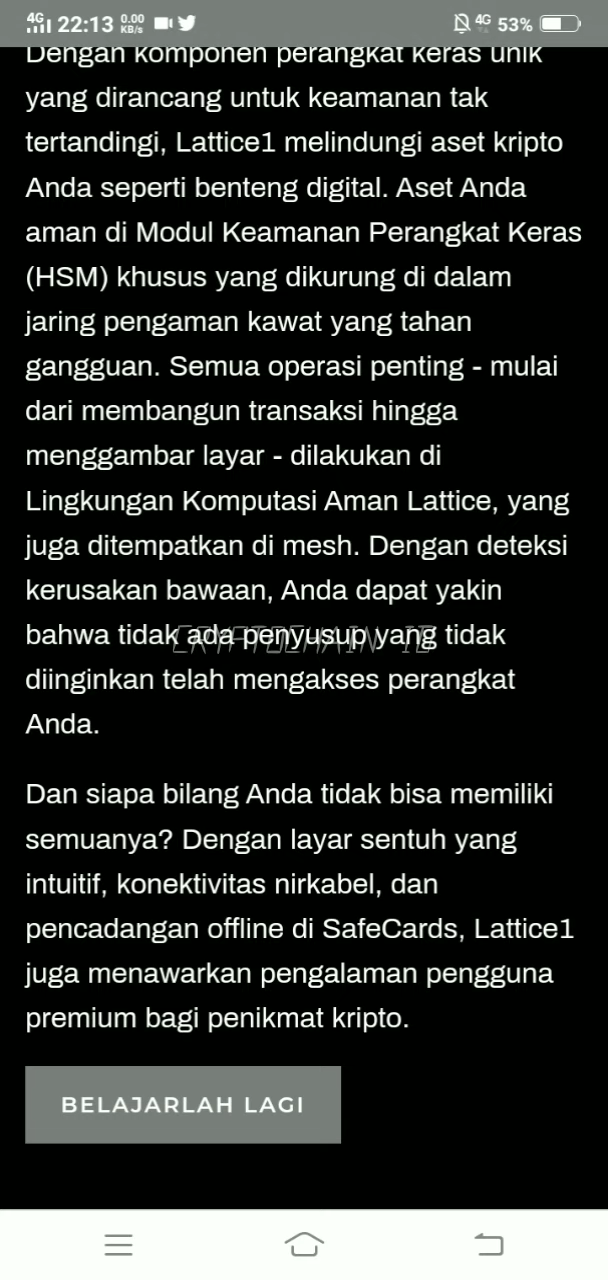 4G 22:13 0.00 KB/s 4G 53%
Dengan komponen perangkat keras unik
yang dirancang untuk keamanan tak
tertandingi, Lattice1 melindungi aset kripto
Anda seperti benteng digital. Aset Anda
aman di Modul Keamanan Perangkat Keras
(HSM) khusus yang dikurung di dalam
jaring pengaman kawat yang tahan
gangguan. Semua operasi penting - mulai
dari membangun transaksi hingga
menggambar layar - dilakukan di
Lingkungan Komputasi Aman Lattice, yang
juga ditempatkan di mesh. Dengan deteksi
kerusakan bawaan, Anda dapat yakin
bahwa tidak ada penyusup yang tidak
CRYPTOCHAIN ID
diinginkan telah mengakses perangkat
Anda.
Dan siapa bilang Anda tidak bisa memiliki
semuanya? Dengan layar sentuh yang
intuitif, konektivitas nirkabel, dan
pencadangan offline di SafeCards, Lattice1
juga menawarkan pengalaman pengguna
premium bagi penikmat kripto.
BELAJARLAH LAGI